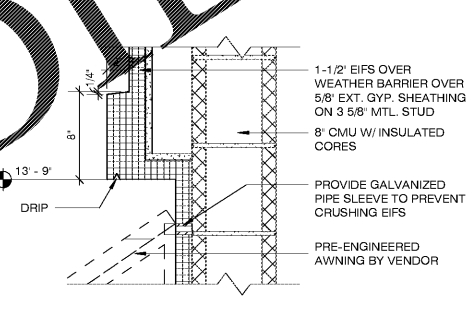 1/4"
1-1/2" EIFS OVER
WEATHER BARRIER OVER
5/8" EXT. GYP. SHEATHING
ON 3 5/8" MTL. STUD
8"
8" CMU W/ INSULATED
CORES
13' - 9"
PROVIDE GALVANIZED
PIPE SLEEVE TO PREVENT
CRUSHING EIFS
DRIP
PRE-ENGINEERED
AWNING BY VENDOR